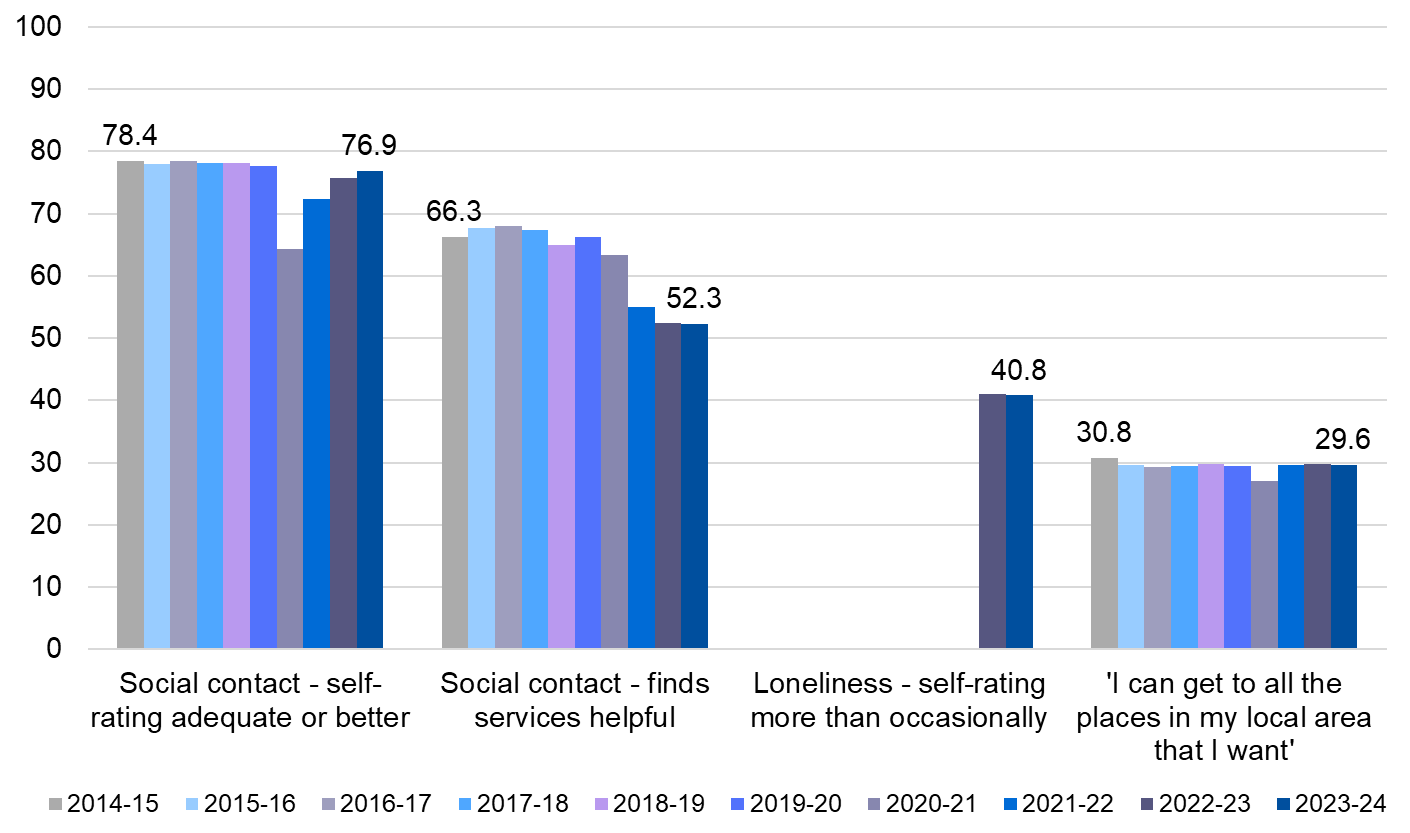 100
90
80
70
60
50
40
30
20
10
0
78.4
76.9
66.3
52.3
40.8
30.8
29.6
Social contact - self-
rating adequate or better
Social contact - finds
services helpful
Loneliness - self-rating
more than occasionally
'I can get to all the
places in my local area
that I want'
2014-15 2015-16 2016-17 2017-18 2018-19 2019-20 2020-21 2021-22 2022-23 2023-24